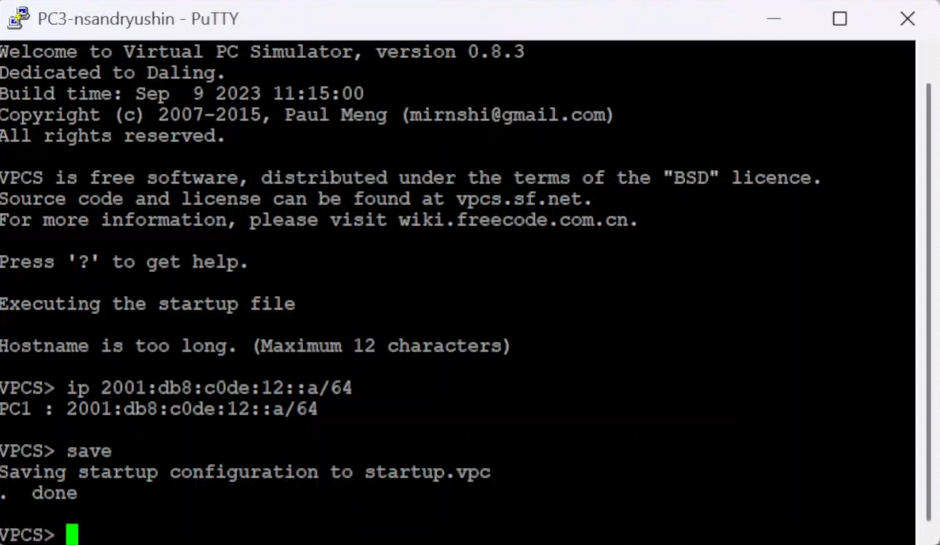 PC3-nsandryushin - PuTTY
Welcome to Virtual PC Simulator, version 0.8.3
Dedicated to Daling.
Build time: Sep  9 2023 11:15:00
Copyright (c) 2007-2015, Paul Meng (mirnshi@gmail.com)
All rights reserved.
VPCS is free software, distributed under the terms of the "BSD" licence.
Source code and license can be found at vpcs.sf.net.
For more information, please visit wiki.freecode.com.cn.
Press '?' to get help.
Executing the startup file
Hostname is too long. (Maximum 12 characters)
VPCS> ip 2001:db8:c0de:12::a/64
PC1 : 2001:db8:c0de:12::a/64
VPCS> save
Saving startup configuration to startup.vpc
.  done
VPCS>